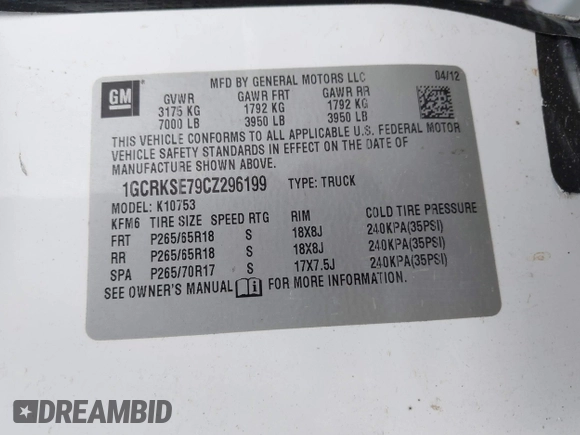 GM
MFD BY GENERAL MOTORS LLC 04/12
GVWR GAWR FRT GAWR RR
3175 KG 1792 KG 1792 KG
7000 LB 3950 LB 3950 LB
THIS VEHICLE CONFORMS TO ALL APPLICABLE U.S. FEDERAL MOTOR
VEHICLE SAFETY STANDARDS IN EFFECT ON THE DATE OF
MANUFACTURE SHOWN ABOVE.
1GCRKSE79CZ296199 TYPE: TRUCK
MODEL: K10753
KFM6 TIRE SIZE SPEED RTG RIM COLD TIRE PRESSURE
FRT P265/65R18 S 18X8J 240KPA(35PSI)
RR P265/65R18 S 18X8J 240KPA(35PSI)
SPA P265/70R17 S 17X7.5J 240KPA(35PSI)
SEE OWNER'S MANUAL FOR MORE INFORMATION.
DREAMBID